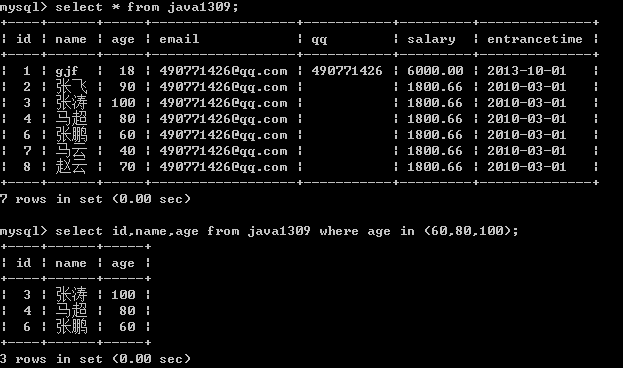 mysql> select * from java1309;
+----+------+-----+------------------+-----------+---------+--------------+
| id | name | age | email            | qq        | salary  | entrancetime |
+----+------+-----+------------------+-----------+---------+--------------+
|  1 | gjf  |  18 | 490771426@qq.com | 490771426 | 6000.00 | 2013-10-01   |
|  2 | 张飞 |  90 | 490771426@qq.com |           | 1800.66 | 2010-03-01   |
|  3 | 张涛 | 100 | 490771426@qq.com |           | 1800.66 | 2010-03-01   |
|  4 | 马超 |  80 | 490771426@qq.com |           | 1800.66 | 2010-03-01   |
|  6 | 张鹏 |  60 | 490771426@qq.com |           | 1800.66 | 2010-03-01   |
|  7 | 马云 |  40 | 490771426@qq.com |           | 1800.66 | 2010-03-01   |
|  8 | 赵云 |  70 | 490771426@qq.com |           | 1800.66 | 2010-03-01   |
+----+------+-----+------------------+-----------+---------+--------------+
7 rows in set (0.00 sec)
mysql> select id,name,age from java1309 where age in (60,80,100);
+----+------+-----+
| id | name | age |
+----+------+-----+
|  3 | 张涛 | 100 |
|  4 | 马超 |  80 |
|  6 | 张鹏 |  60 |
+----+------+-----+
3 rows in set (0.00 sec)